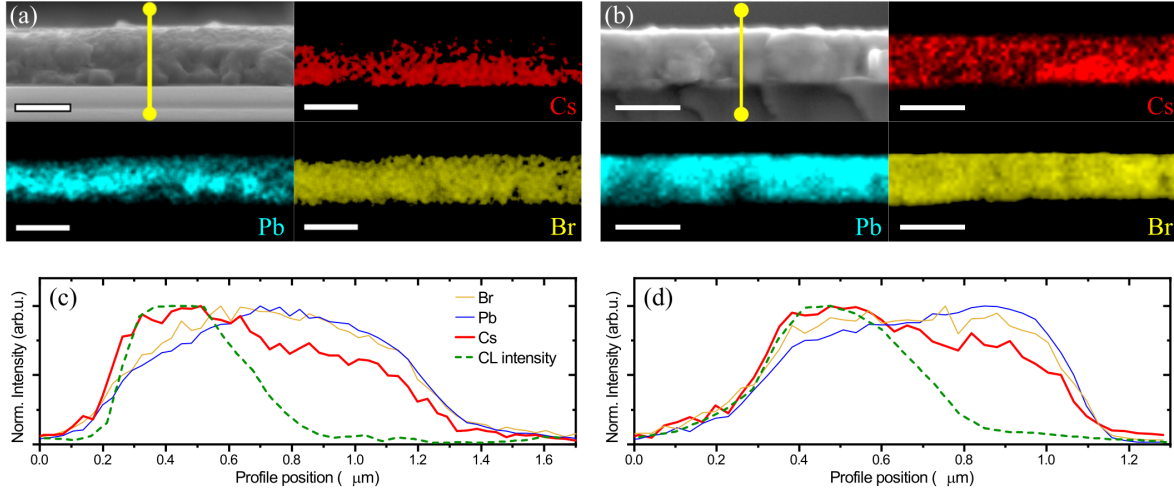 (a)
Cs
Pb
Br
(b)
Cs
Pb
Br
(c)
Norm. Intensity (arb.u.)
Br
Pb
Cs
CL intensity
0.0 0.2 0.4 0.6 0.8 1.0 1.2 1.4 1.6
Profile position ( μm)
(d)
Norm. Intensity (arb.u.)
0.0 0.2 0.4 0.6 0.8 1.0 1.2
Profile position ( μm)